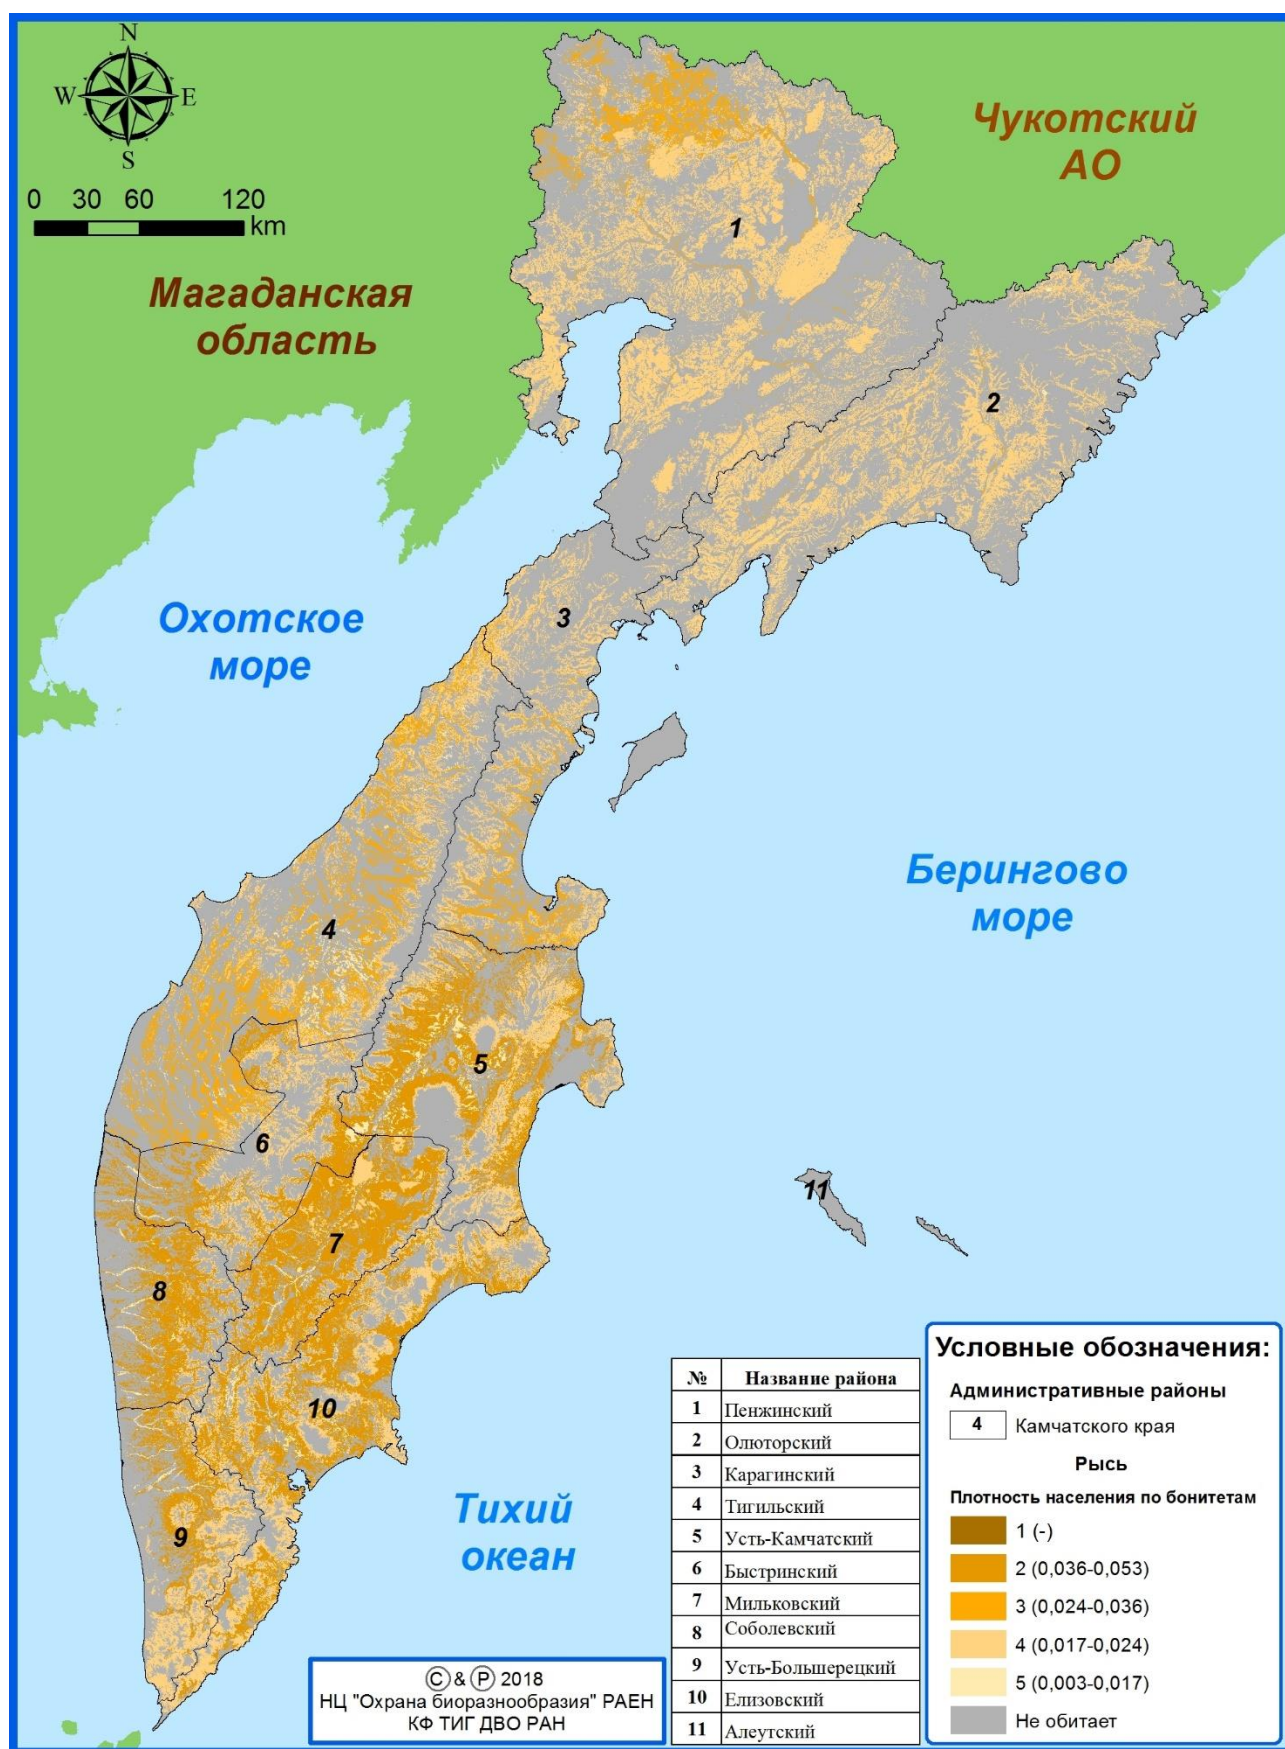 N
W E
S
0 30 60 120
km
Чукотский
АО
Магаданская
область
1
2
3
Охотское
море
Берингово
море
4
5
6
7
8
9
10
11
Тихий
океан
№ Название района
1 Пенжинский
2 Олюторский
3 Карагинский
4 Тигильский
5 Усть-Камчатский
6 Быстринский
7 Мильковский
8 Соболевский
9 Усть-Большерецкий
10 Елизовский
11 Алеутский
Условные обозначения:
Административные районы
4 Камчатского края
Рысь
Плотность населения по бонитетам
1 (-)
2 (0,036-0,053)
3 (0,024-0,036)
4 (0,017-0,024)
5 (0,003-0,017)
Не обитает
Ⓒ & Ⓟ 2018
НЦ "Охрана биоразнообразия" РАЕН
КФ ТИГ ДВО РАН